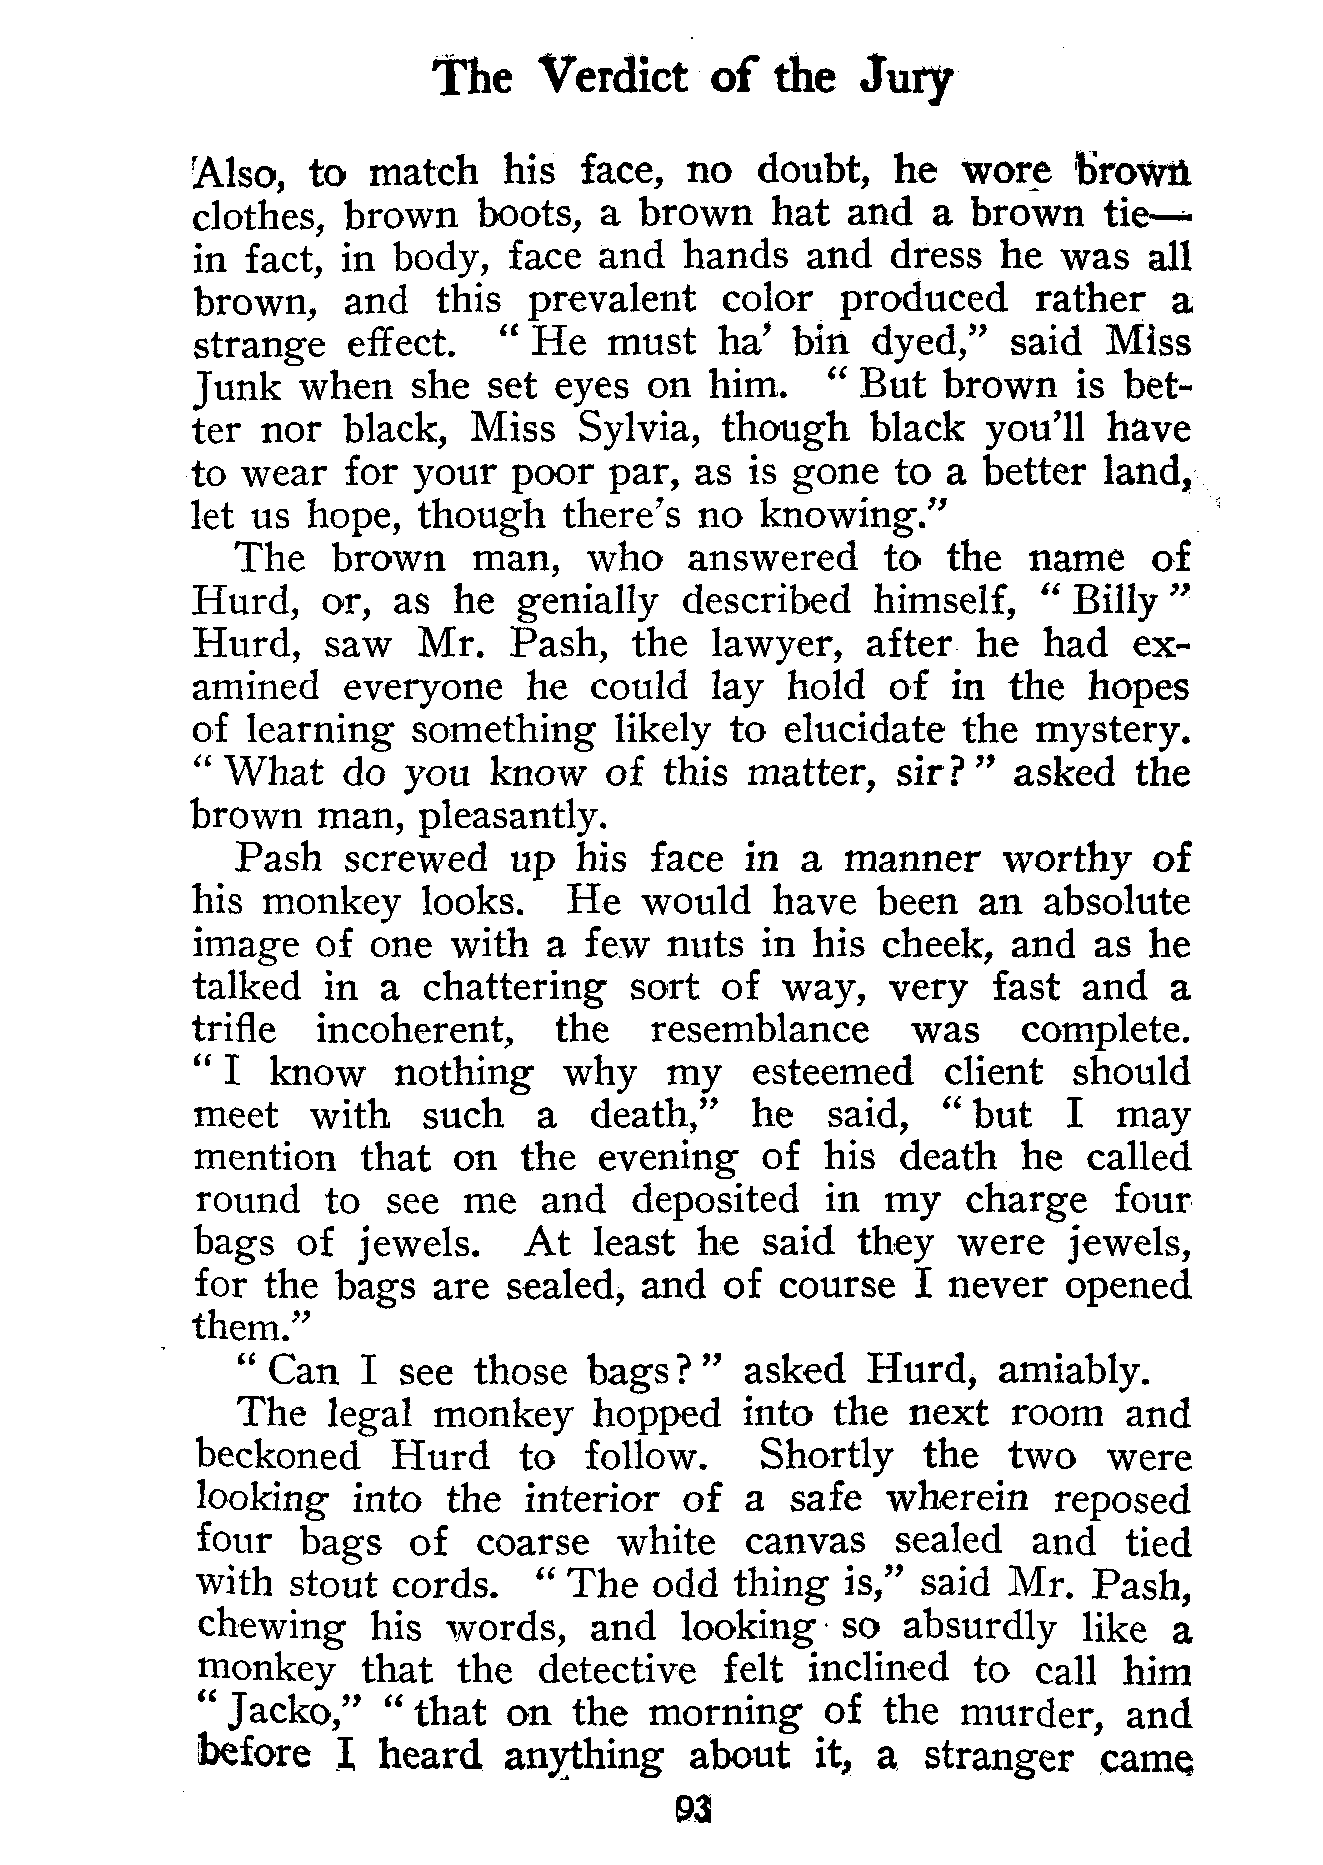 The Verdict of the Jury
Also, to match his face, no doubt, he wore brown
clothes, brown boots, a brown hat and a brown tie—
in fact, in body, face and hands and dress he was all
brown, and this prevalent color produced rather a
strange effect. “ He must ha’ bin dyed,” said Miss
Junk when she set eyes on him. “ But brown is bet-
ter nor black, Miss Sylvia, though black you’ll have
to wear for your poor par, as is gone to a better land,
let us hope, though there’s no knowing.”
The brown man, who answered to the name of
Hurd, or, as he genially described himself, “ Billy ”
Hurd, saw Mr. Pash, the lawyer, after he had ex-
amined everyone he could lay hold of in the hopes
of learning something likely to elucidate the mystery.
“ What do you know of this matter, sir? ” asked the
brown man, pleasantly.
Pash screwed up his face in a manner worthy of
his monkey looks. He would have been an absolute
image of one with a few nuts in his cheek, and as he
talked in a chattering sort of way, very fast and a
trifle incoherent, the resemblance was complete.
“ I know nothing why my esteemed client should
meet with such a death,” he said, “ but I may
mention that on the evening of his death he called
round to see me and deposited in my charge four
bags of jewels. At least he said they were jewels,
for the bags are sealed, and of course I never opened
them.”
“ Can I see those bags? ” asked Hurd, amiably.
The legal monkey hopped into the next room and
beckoned Hurd to follow. Shortly the two were
looking into the interior of a safe wherein reposed
four bags of coarse white canvas sealed and tied
with stout cords. “ The odd thing is,” said Mr. Pash,
chewing his words, and looking so absurdly like a
monkey that the detective felt inclined to call him
“ Jacko,” “ that on the morning of the murder, and
before I heard anything about it, a stranger came
93